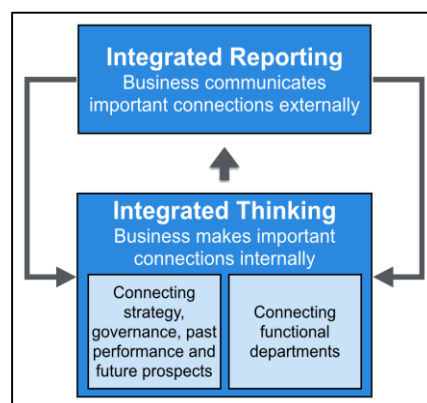 Integrated Reporting
Business communicates
important connections externally
Integrated Thinking
Business makes important
connections internally
Connecting
strategy,
governance, past
performance and
future prospects
Connecting
functional
departments